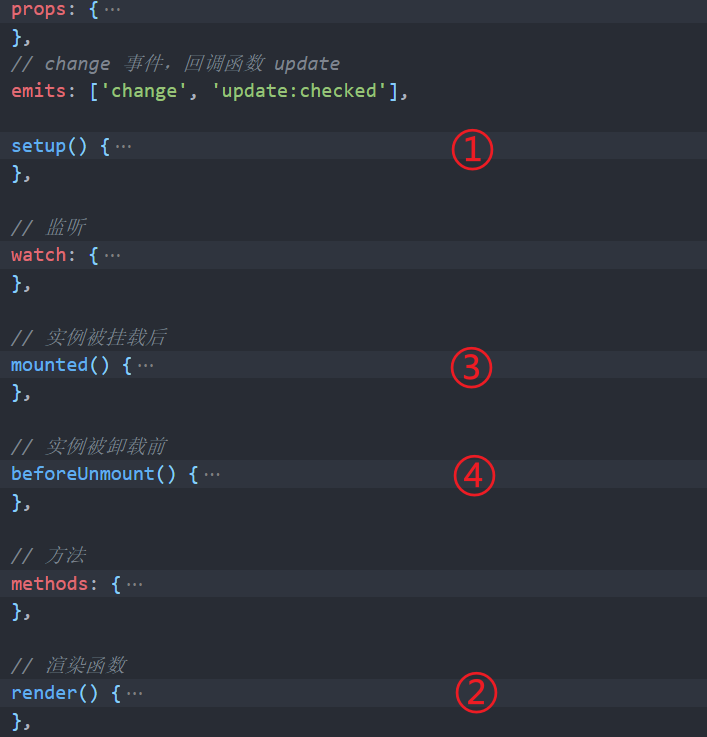 props: { ···
},
// change 事件，回调函数 update
emits: ['change', 'update:checked'],
setup() { ··· ①
},
// 监听
watch: { ···
},
// 实例被挂载后
mounted() { ··· ③
},
// 实例被卸载前
beforeUnmount() { ··· ④
},
// 方法
methods: { ···
},
// 渲染函数
render() { ··· ②
},